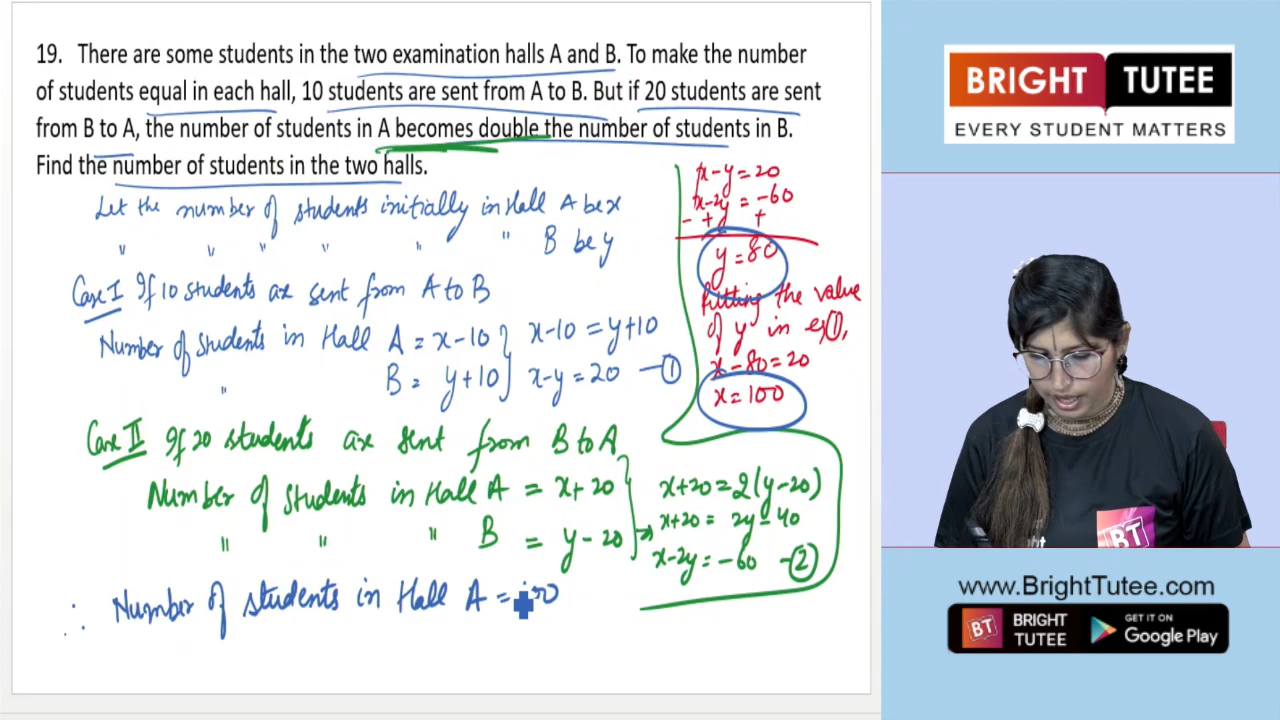 19. There are some students in the two examination halls A and B. To make the number
of students equal in each hall, 10 students are sent from A to B. But if 20 students are sent
from B to A, the number of students in A becomes double the number of students in B.
Find the number of students in the two halls.
Let the number of students initially in Hall A be x
" " " " " " B be y
Case I If 10 students are sent from A to B
Number of students in Hall A = x-10 } x-10 = y+10
" B = y+10 } x-y = 20 -①
Case II If 20 students are sent from B to A
Number of students in Hall A = x+20
" " " B = y-20
x+20 = 2(y-20)
x+20 = 2y-40
x-2y = -60 -②
x-y = 20
x-2y = -60
- + +
y = 80
Putting the value
of y in eq ①,
x-80 = 20
x = 100
∴ Number of students in Hall A = 100
BRIGHT TUTEE
EVERY STUDENT MATTERS
BT
www.BrightTutee.com
BT BRIGHT TUTEE
GET IT ON
Google Play